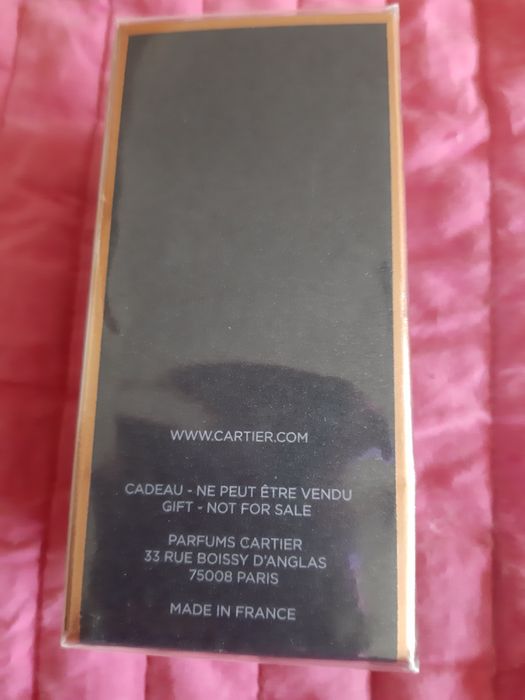 WWW.CARTIER.COM
CADEAU - NE PEUT ÊTRE VENDU
GIFT - NOT FOR SALE
PARFUMS CARTIER
33 RUE BOISSY D'ANGLAS
75008 PARIS
MADE IN FRANCE